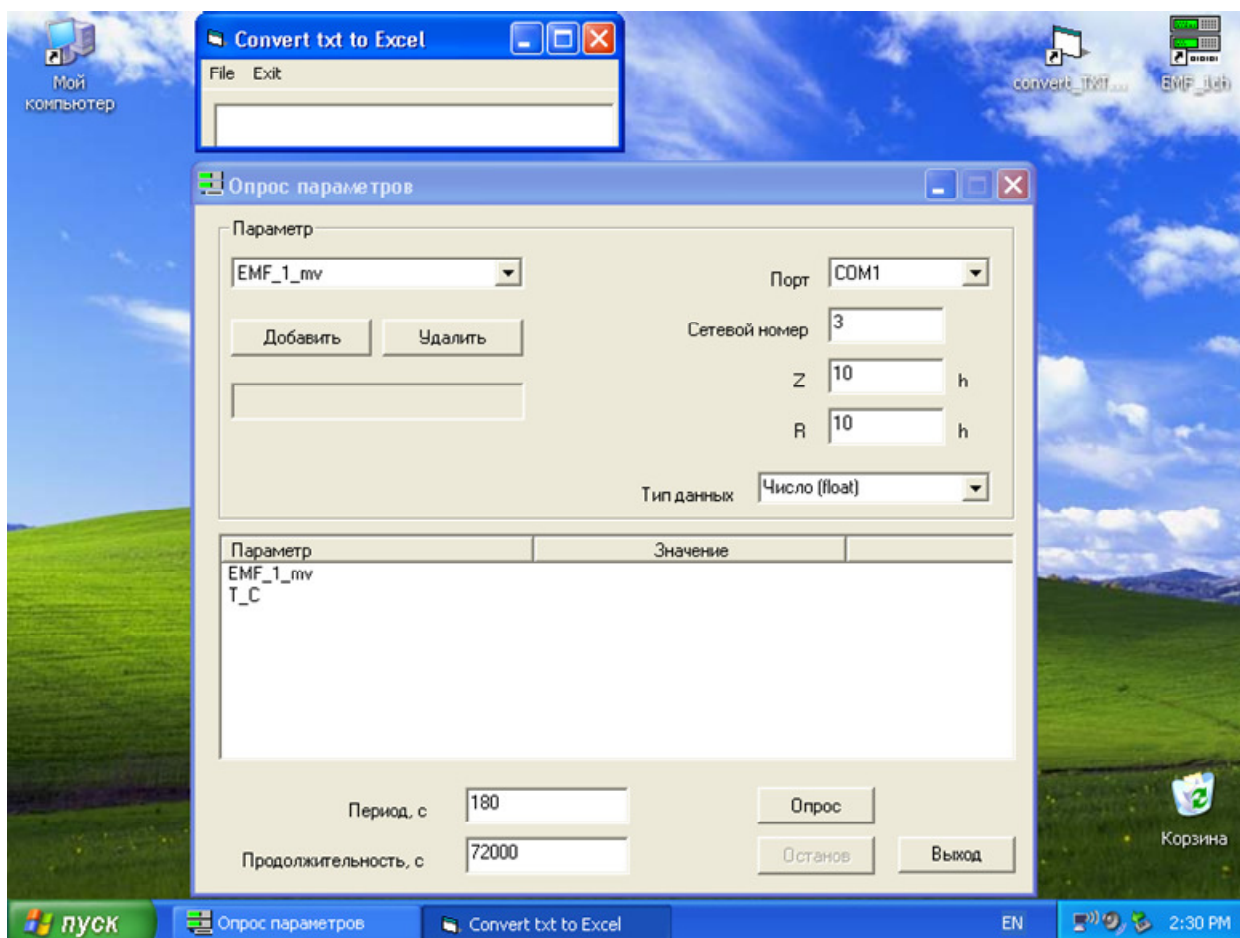 Мой
компьютер
Convert txt to Excel
File Exit
convert_TXT...
Опрос параметров
Параметр
EMF_1_mv
Порт
COM1
Добавить
Удалить
Сетевой номер
3
Z
10
h
R
10
h
Тип данных
Число (float)
Параметр
Значение
EMF_1_mv
T_C
Период, с
180
Опрос
Продолжительность, с
72000
Останов
Выход
Корзина
пуск
Опрос параметров
Convert txt to Excel
EN
2:30 PM